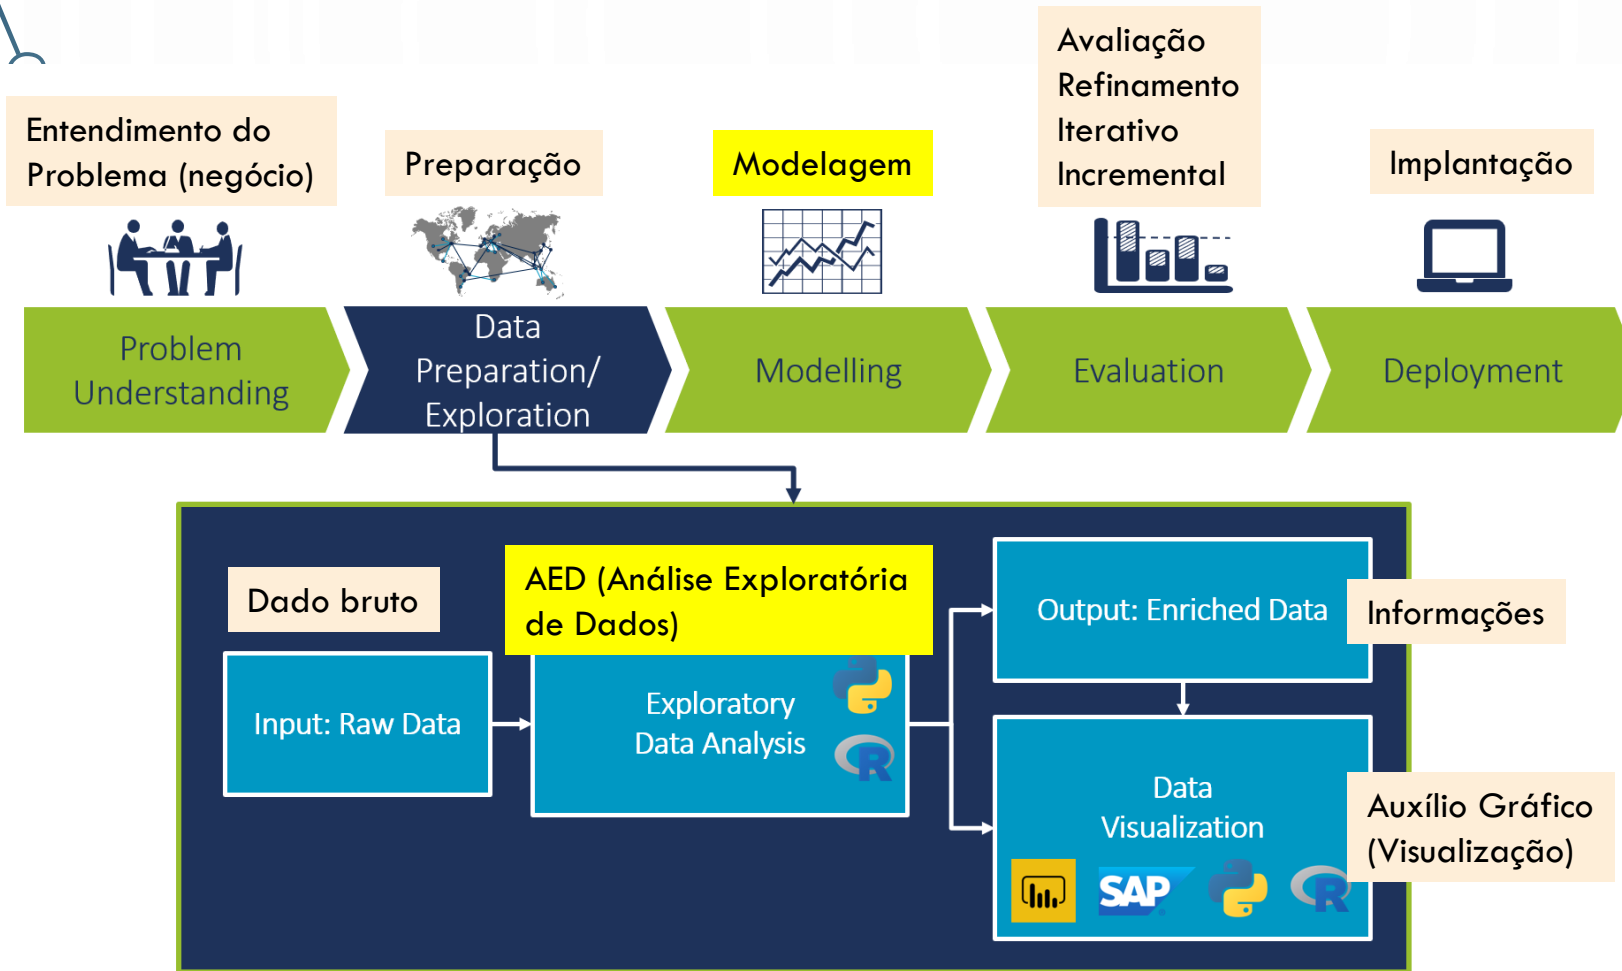 Entendimento do
Problema (negócio)
Preparação
Modelagem
Avaliação
Refinamento
Iterativo
Incremental
Implantação
Problem
Understanding
Data
Preparation/
Exploration
Modelling
Evaluation
Deployment
Dado bruto
Input: Raw Data
AED (Análise Exploratória
de Dados)
Exploratory
Data Analysis
R
Output: Enriched Data
Informações
Data
Visualization
SAP
R
Auxílio Gráfico
(Visualização)